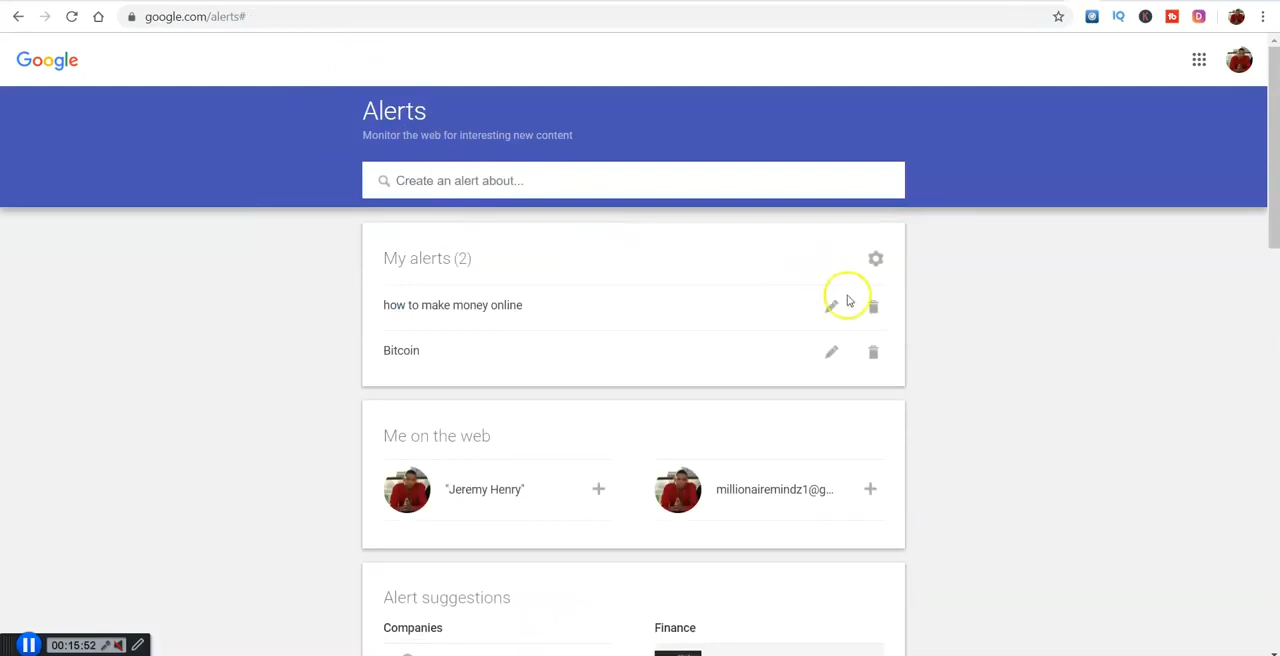 google.com/alerts#
IQ
K
D
Google
Alerts
Monitor the web for interesting new content
Create an alert about...
My alerts (2)
how to make money online
Bitcoin
Me on the web
"Jeremy Henry"
millionairemindz1@g...
Alert suggestions
Companies
Finance
00:15:52